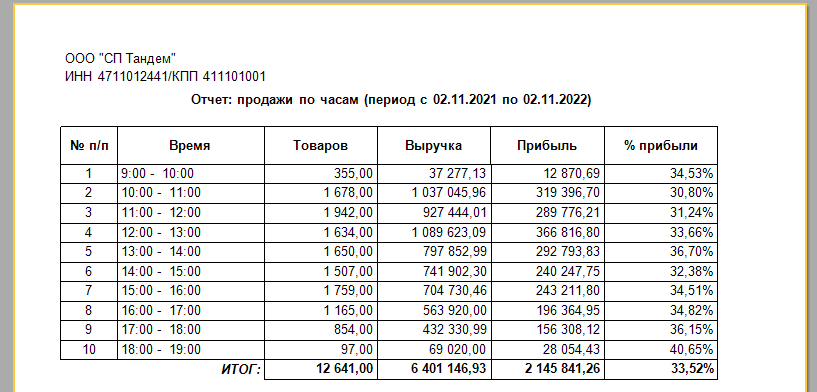 ООО "СП Тандем"
ИНН 4711012441/КПП 411101001
Отчет: продажи по часам (период с 02.11.2021 по 02.11.2022)
№ п/п Время Товаров Выручка Прибыль % прибыли
1 9:00 - 10:00 355,00 37 277,13 12 870,69 34,53%
2 10:00 - 11:00 1 678,00 1 037 045,96 319 396,70 30,80%
3 11:00 - 12:00 1 942,00 927 444,01 289 776,21 31,24%
4 12:00 - 13:00 1 634,00 1 089 623,09 366 816,80 33,66%
5 13:00 - 14:00 1 650,00 797 852,99 292 793,83 36,70%
6 14:00 - 15:00 1 507,00 741 902,30 240 247,75 32,38%
7 15:00 - 16:00 1 759,00 704 730,46 243 211,80 34,51%
8 16:00 - 17:00 1 165,00 563 920,00 196 364,95 34,82%
9 17:00 - 18:00 854,00 432 330,99 156 308,12 36,15%
10 18:00 - 19:00 97,00 69 020,00 28 054,43 40,65%
ИТОГ: 12 641,00 6 401 146,93 2 145 841,26 33,52%